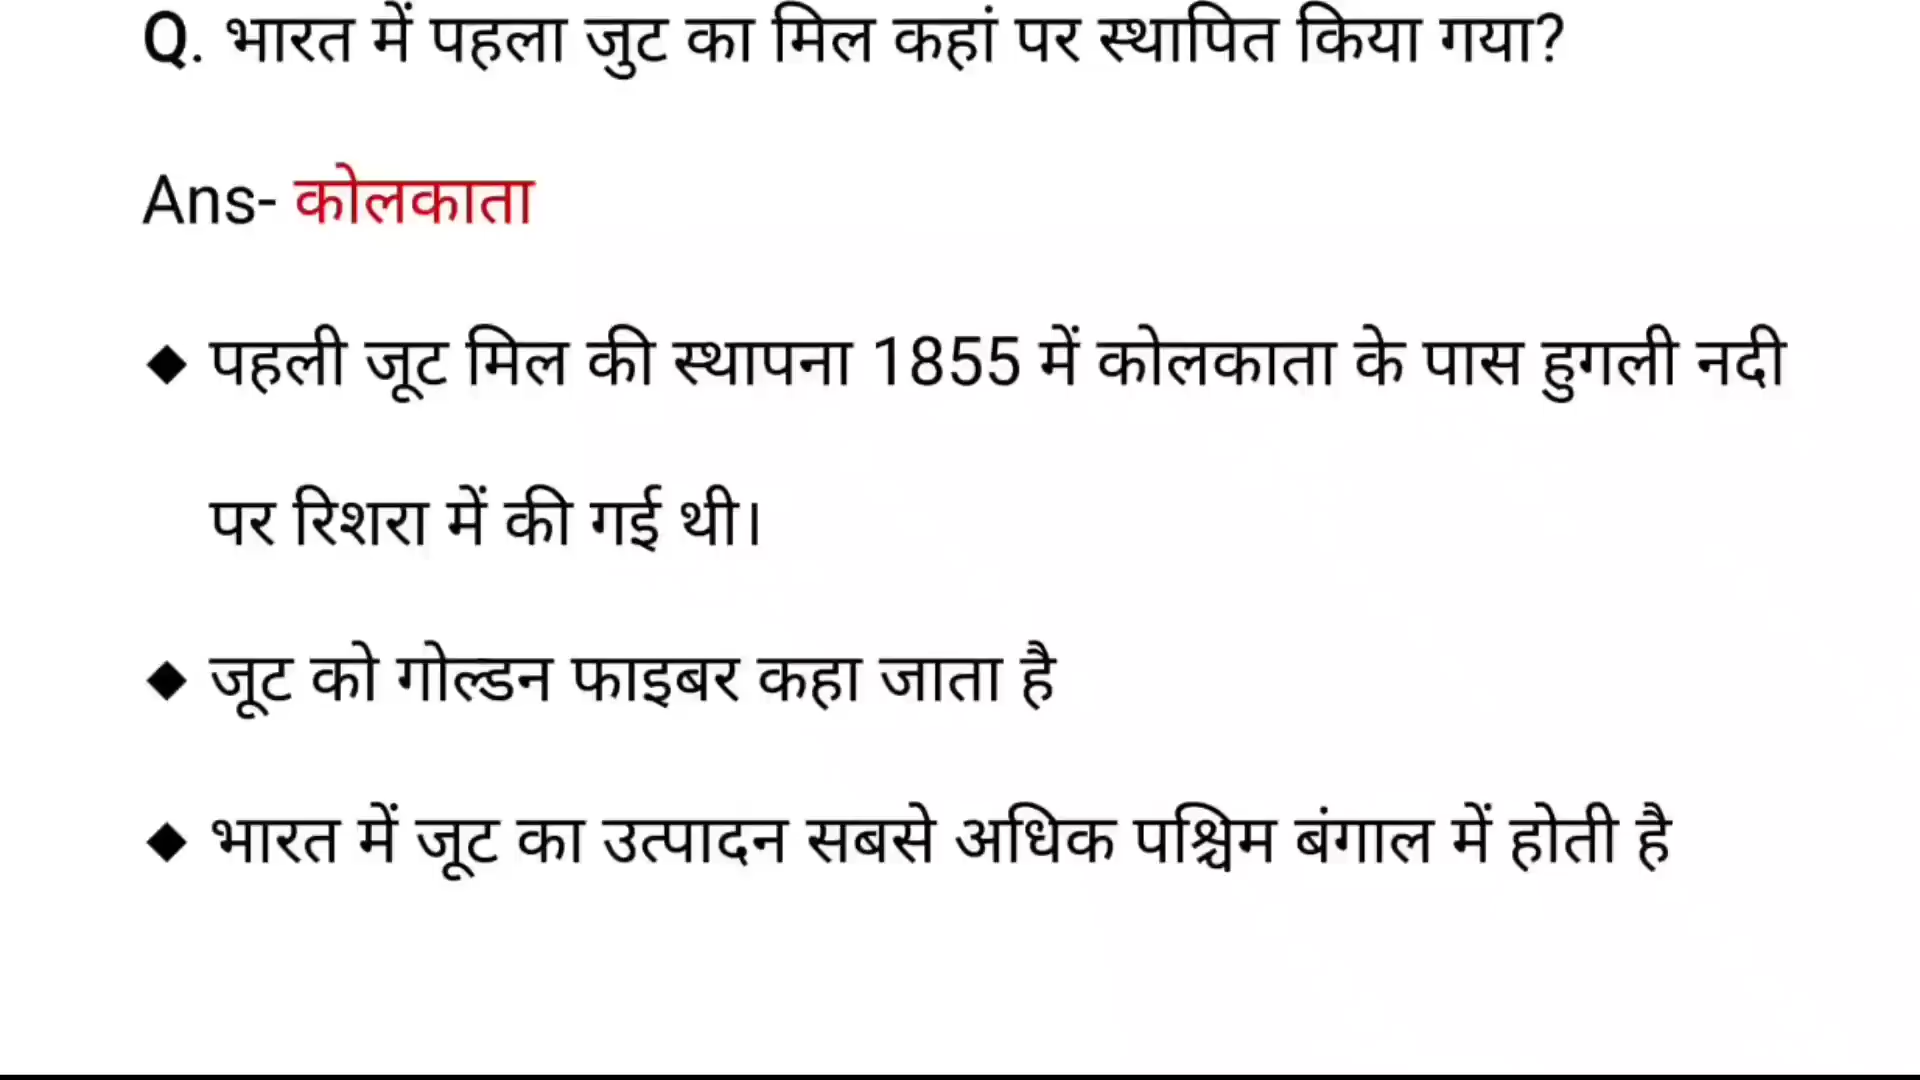 Q. भारत में पहला जुट का मिल कहां पर स्थापित किया गया?
Ans- कोलकाता
◆ पहली जूट मिल की स्थापना 1855 में कोलकाता के पास हुगली नदी
पर रिशरा में की गई थी।
◆ जूट को गोल्डन फाइबर कहा जाता है
◆ भारत में जूट का उत्पादन सबसे अधिक पश्चिम बंगाल में होती है